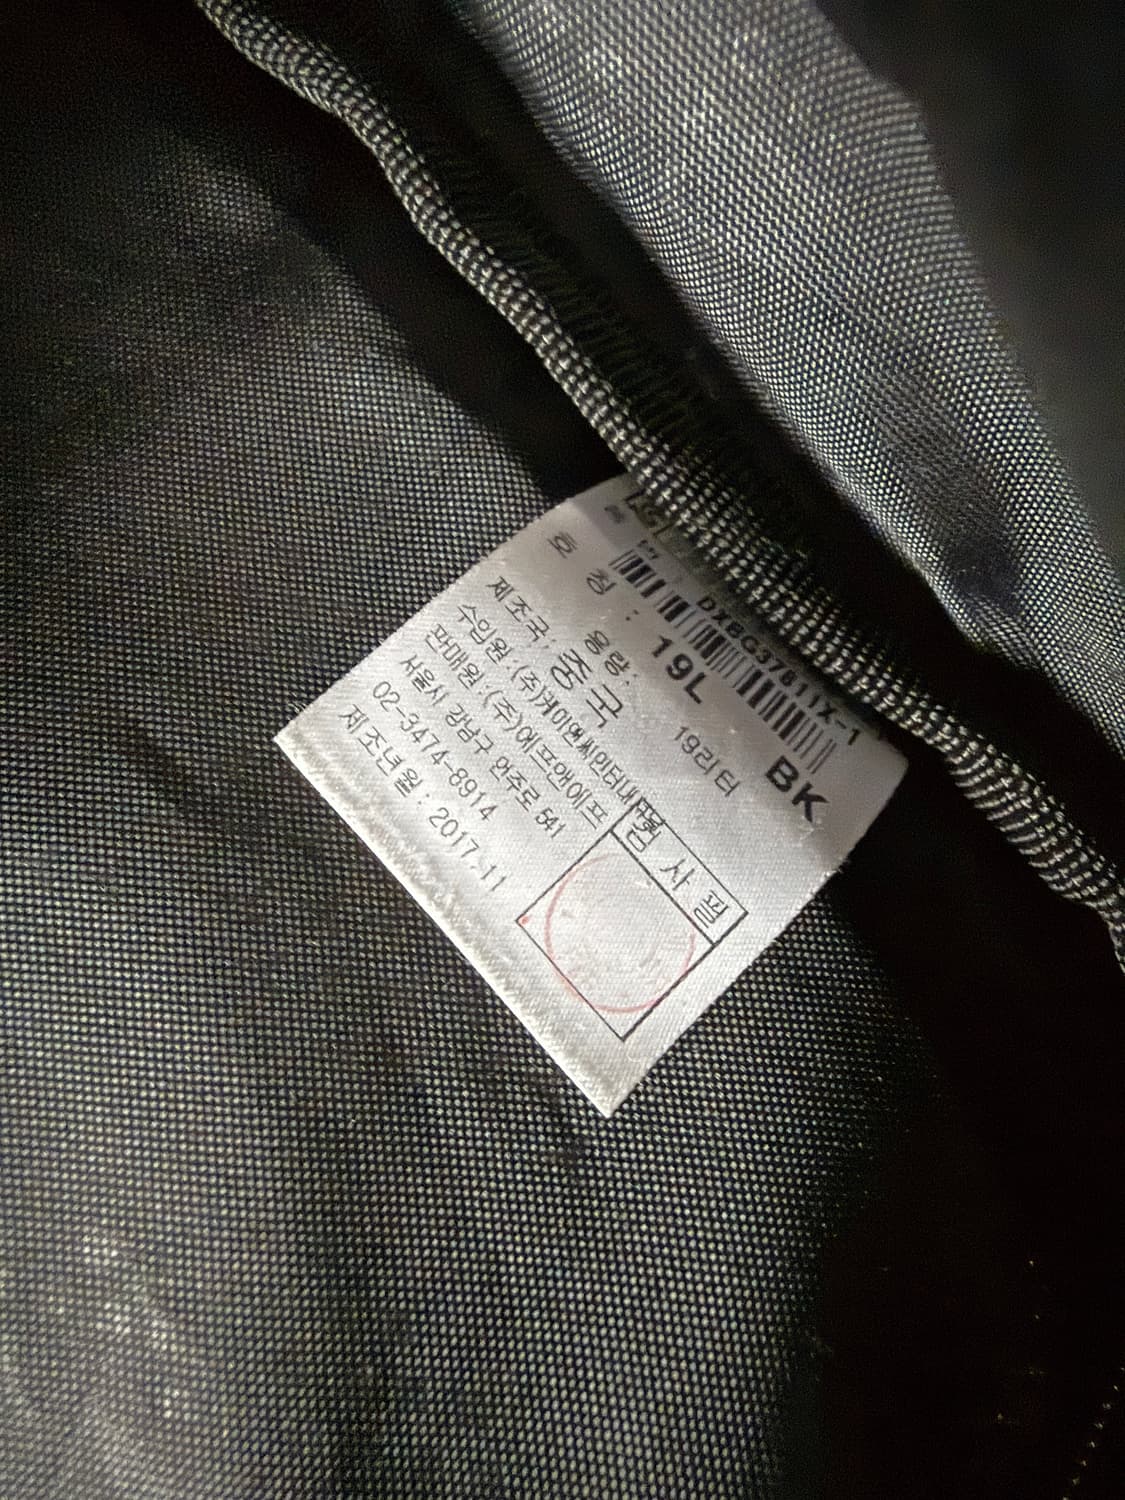 DXBG37811X-1
호 칭 : 19L BK
용량: 19리터
제조국: 중국
수입원 : (주)케이엔씨인터내셔널
판매원 : (주)에프앤에프
서울시 강남구 언주로 541
02-3474-8914
제조년월 : 2017. 11
검 사 필